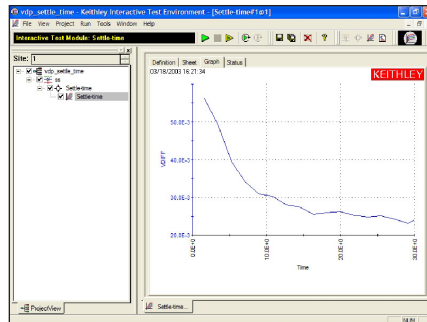 vdp_settle_time - Keithley Interactive Test Environment - [Settle-time#1@1]
File View Project Run Tools Window Help
Interactive Test Module: Settle-time
Site: 1
vdp_settle_time
ss
Settle-time
Settle-time
ProjectView
Definition Sheet Graph Status
03/18/2003 16:21:34
KEITHLEY
VDIFF
50.0E-3
40.0E-3
30.0E-3
20.0E-3
0.0E+0
10.0E+0
20.0E+0
30.0E+0
Time
Settle-time...
NUM